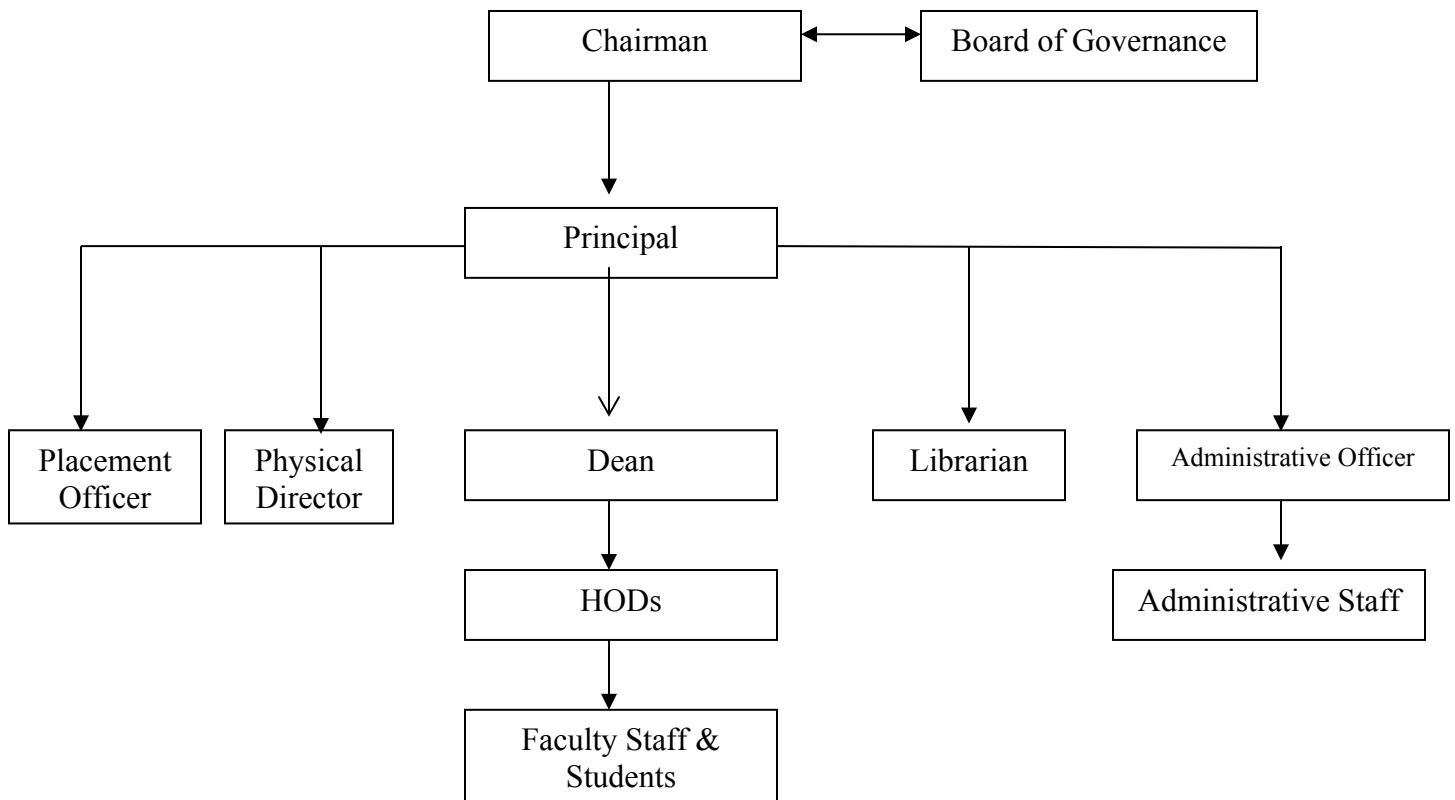 Chairman
Board of Governance
Principal
Placement
Officer
Physical
Director
Dean
Librarian
Administrative Officer
HODs
Administrative Staff
Faculty Staff &
Students